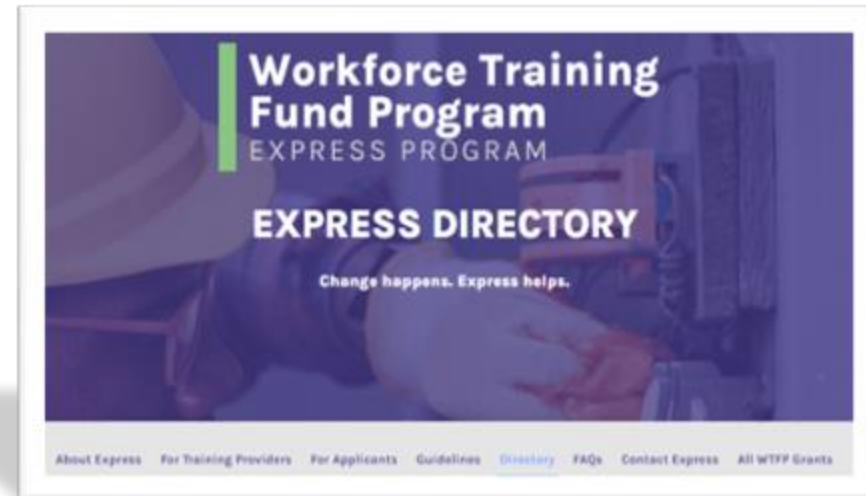 Workforce Training
Fund Program
EXPRESS PROGRAM
EXPRESS DIRECTORY
Change happens. Express helps.
About Express For Training Providers For Applicants Guidelines Directory FAQs Contact Express All WTFP Grants